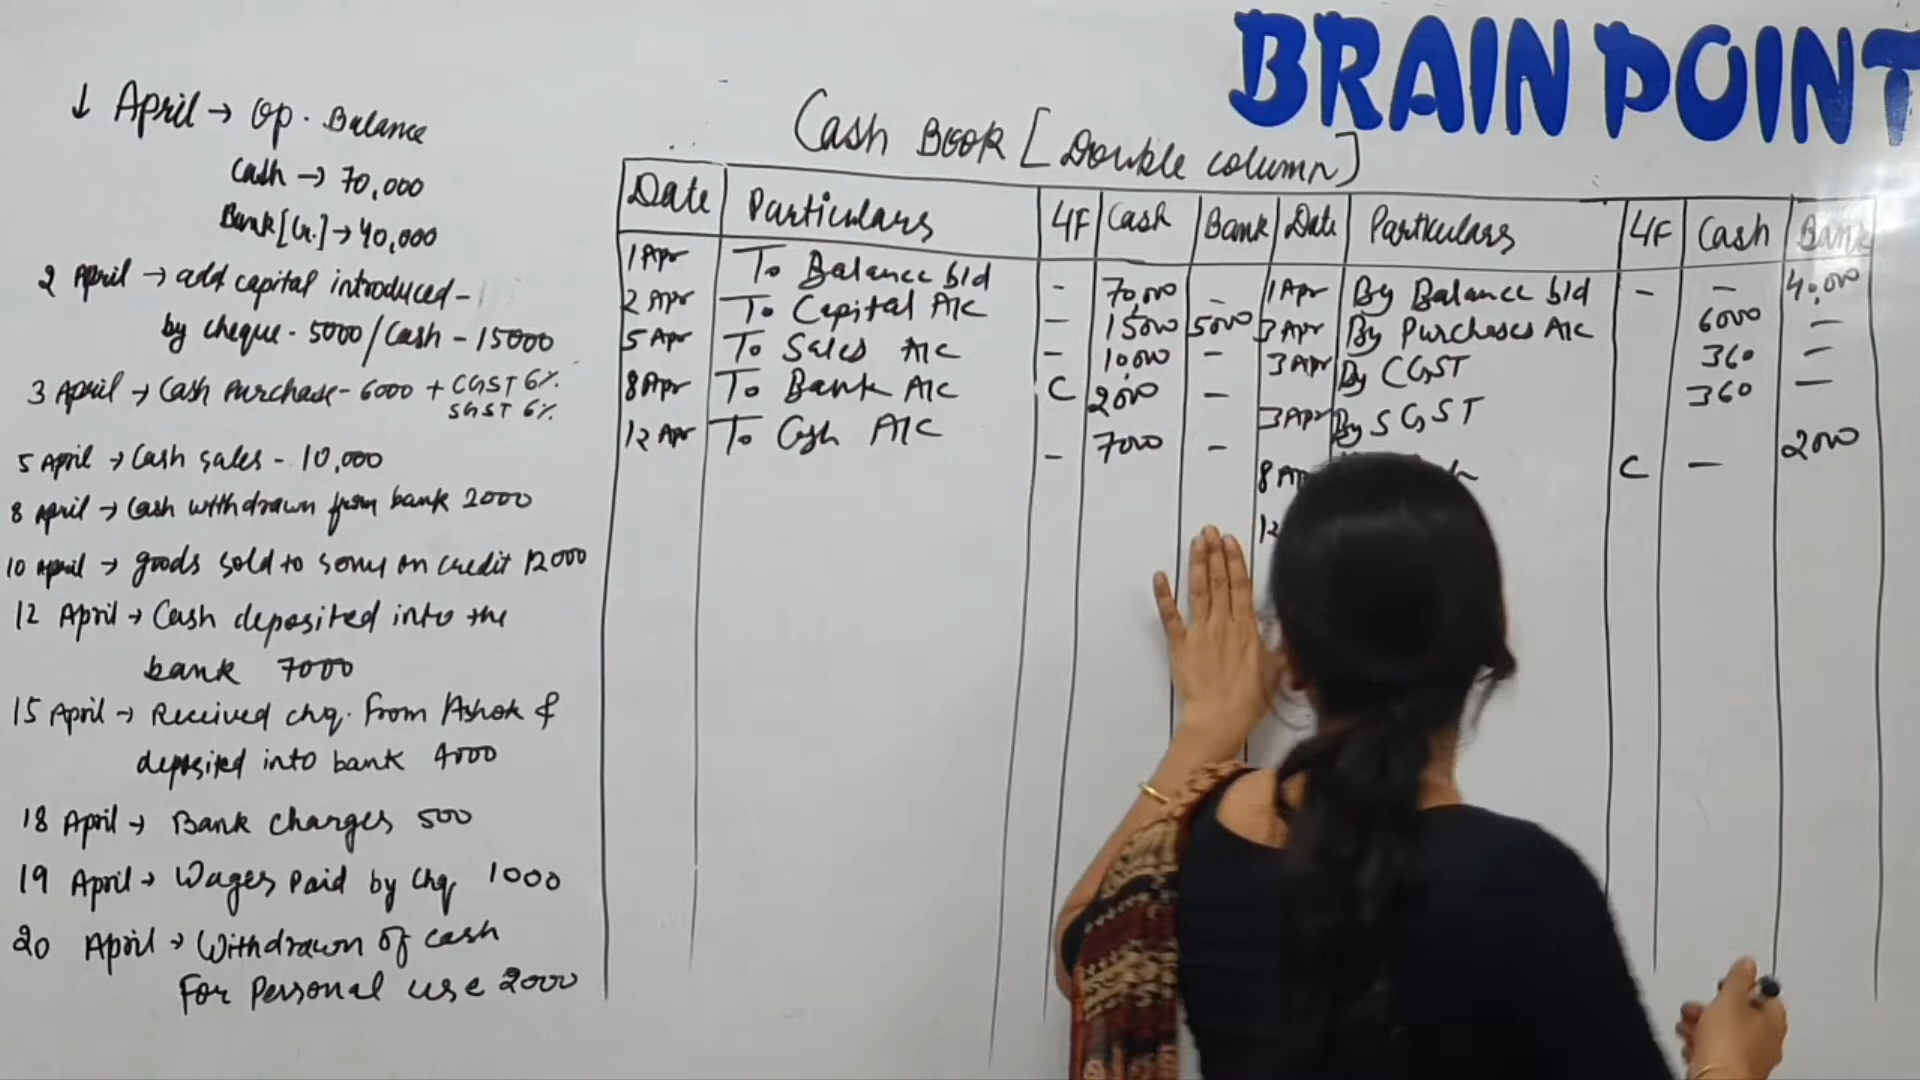 BRAIN POINT
↓ April → Op. Balance
Cash → 70,000
Bank [Cr.] → 40,000
2 April → add capital introduced -
by cheque - 5000 / Cash - 15000
3 April → Cash Purchase - 6000 + CGST 6%.
SGST 6%.
5 April → Cash sales - 10,000
8 April → Cash withdrawn from bank 2000
10 April → goods sold to sonu on credit 12000
12 April → Cash deposited into the
bank 7000
15 April → Received chq. from Ashok &
deposited into bank 4000
18 April → Bank charges 500
19 April → Wages paid by chq 1000
20 April → Withdrawn of cash
For Personal use 2000
Cash Book [Double column]
Date Particulars LF Cash Bank Date Particulars LF Cash Bank
1 Apr To Balance b/d - 70,000 - 1 Apr By Balance b/d - - 40,000
2 Apr To Capital A/C - 15000 5000 3 Apr By Purchases A/C 6000 -
5 Apr To Sales A/C - 10,000 - 3 Apr By CGST 360 -
8 Apr To Bank A/C C 2000 - 3 Apr By SGST 360 -
12 Apr To Cash A/C - 7000 - 8 Ap C - 2000
12